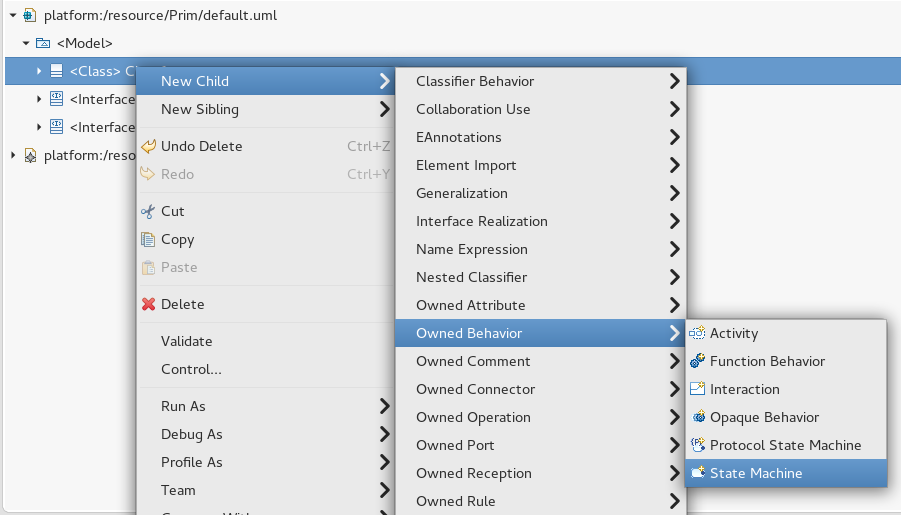 platform:/resource/Prim/default.uml
<Model>
<Class>
<Interface
<Interface
platform:/reso
New Child
New Sibling
Undo Delete Ctrl+Z
Redo Ctrl+Y
Cut
Copy
Paste
Delete
Validate
Control...
Run As
Debug As
Profile As
Team
Classifier Behavior
Collaboration Use
EAnnotations
Element Import
Generalization
Interface Realization
Name Expression
Nested Classifier
Owned Attribute
Owned Behavior
Owned Comment
Owned Connector
Owned Operation
Owned Port
Owned Reception
Owned Rule
Activity
Function Behavior
Interaction
Opaque Behavior
Protocol State Machine
State Machine